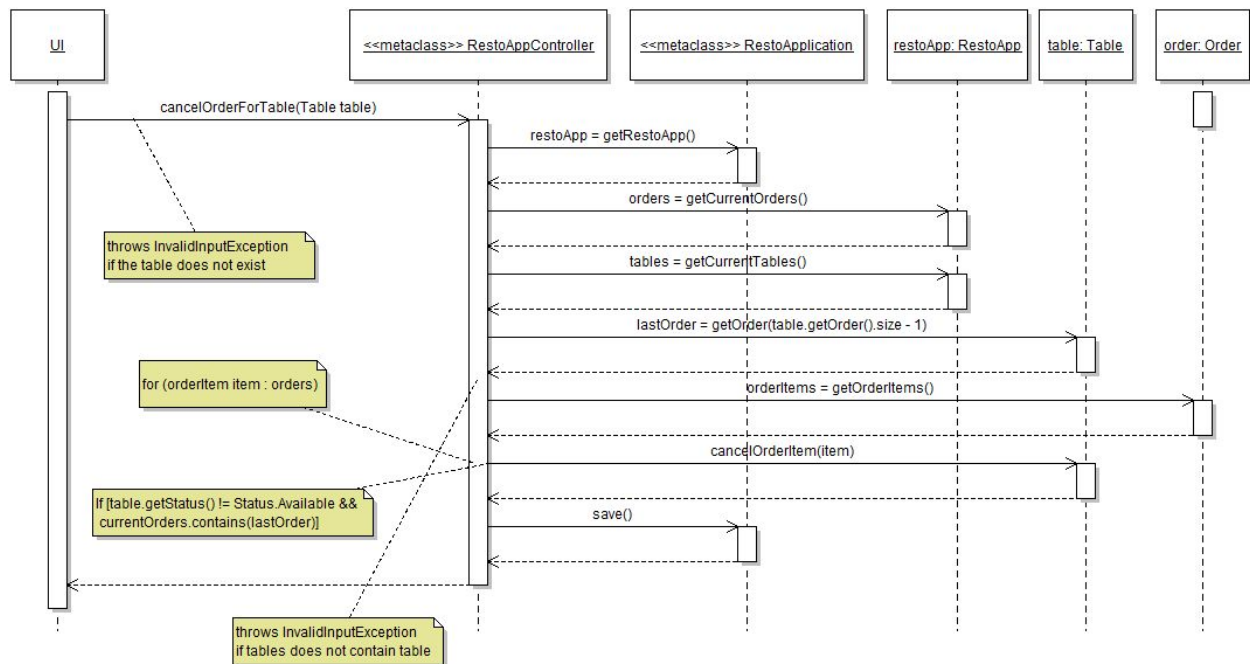 UI
<<metaclass>> RestoAppController
<<metaclass>> RestoApplication
restoApp: RestoApp
table: Table
order: Order
cancelOrderForTable(Table table)
restoApp = getRestoApp()
orders = getCurrentOrders()
throws InvalidInputException
if the table does not exist
tables = getCurrentTables()
lastOrder = getOrder(table.getOrder().size - 1)
for (orderItem item : orders)
orderItems = getOrderItems()
cancelOrderItem(item)
If [table.getStatus() != Status.Available &&
currentOrders.contains(lastOrder)]
save()
throws InvalidInputException
if tables does not contain table